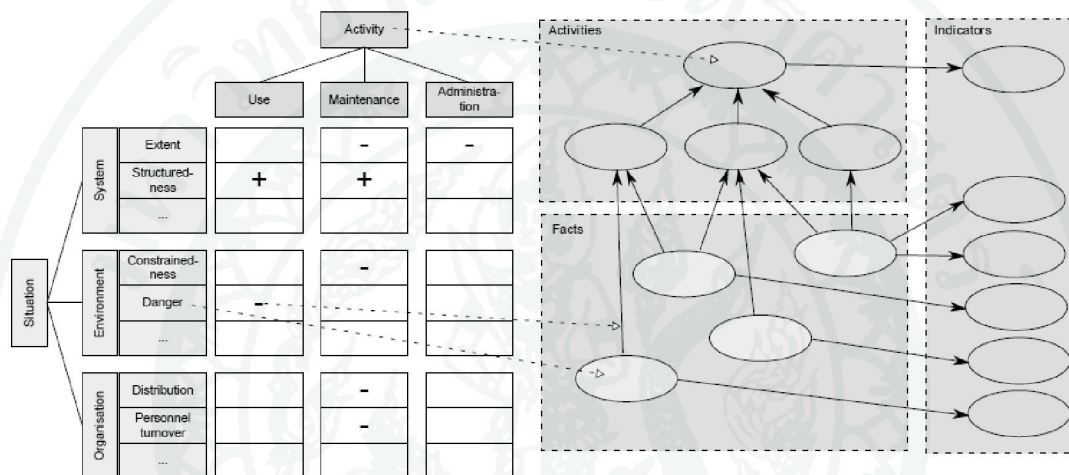 Activity
Use
Maintenance
Administra-
tion
Situation
System
Extent
-
-
Structured-
ness
+
+
...
Environment
Constrained-
ness
-
Danger
-
...
Organisation
Distribution
-
Personnel
turnover
-
...
Activities
Facts
Indicators